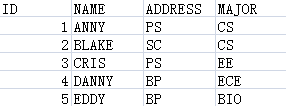 ID NAME ADDRESS MAJOR
1 ANNY PS CS
2 BLAKE SC CS
3 CRIS PS EE
4 DANNY BP ECE
5 EDDY BP BIO